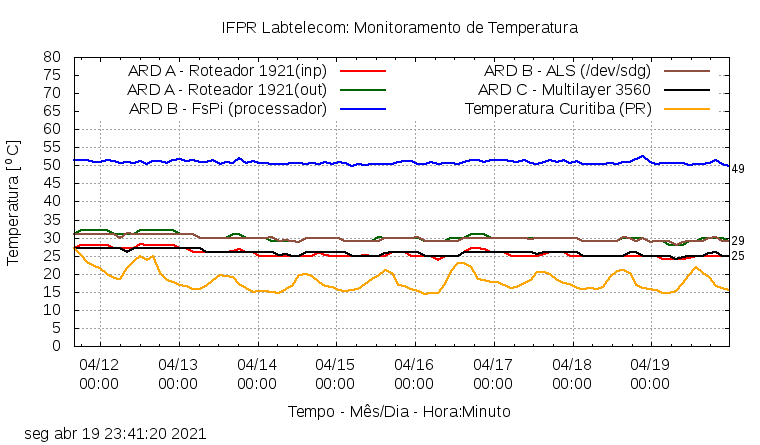 IFPR Labtelecom: Monitoramento de Temperatura
80
75
70
65
60
55
50
45
40
35
30
25
20
15
10
5
0
Temperatura [°C]
ARD A - Roteador 1921(inp)
ARD A - Roteador 1921(out)
ARD B - FsPi (processador)
ARD B - ALS (/dev/sdg)
ARD C - Multilayer 3560
Temperatura Curitiba (PR)
49
29
25
04/12 04/13 04/14 04/15 04/16 04/17 04/18 04/19
00:00 00:00 00:00 00:00 00:00 00:00 00:00 00:00
Tempo - Mês/Dia - Hora:Minuto
seg abr 19 23:41:20 2021